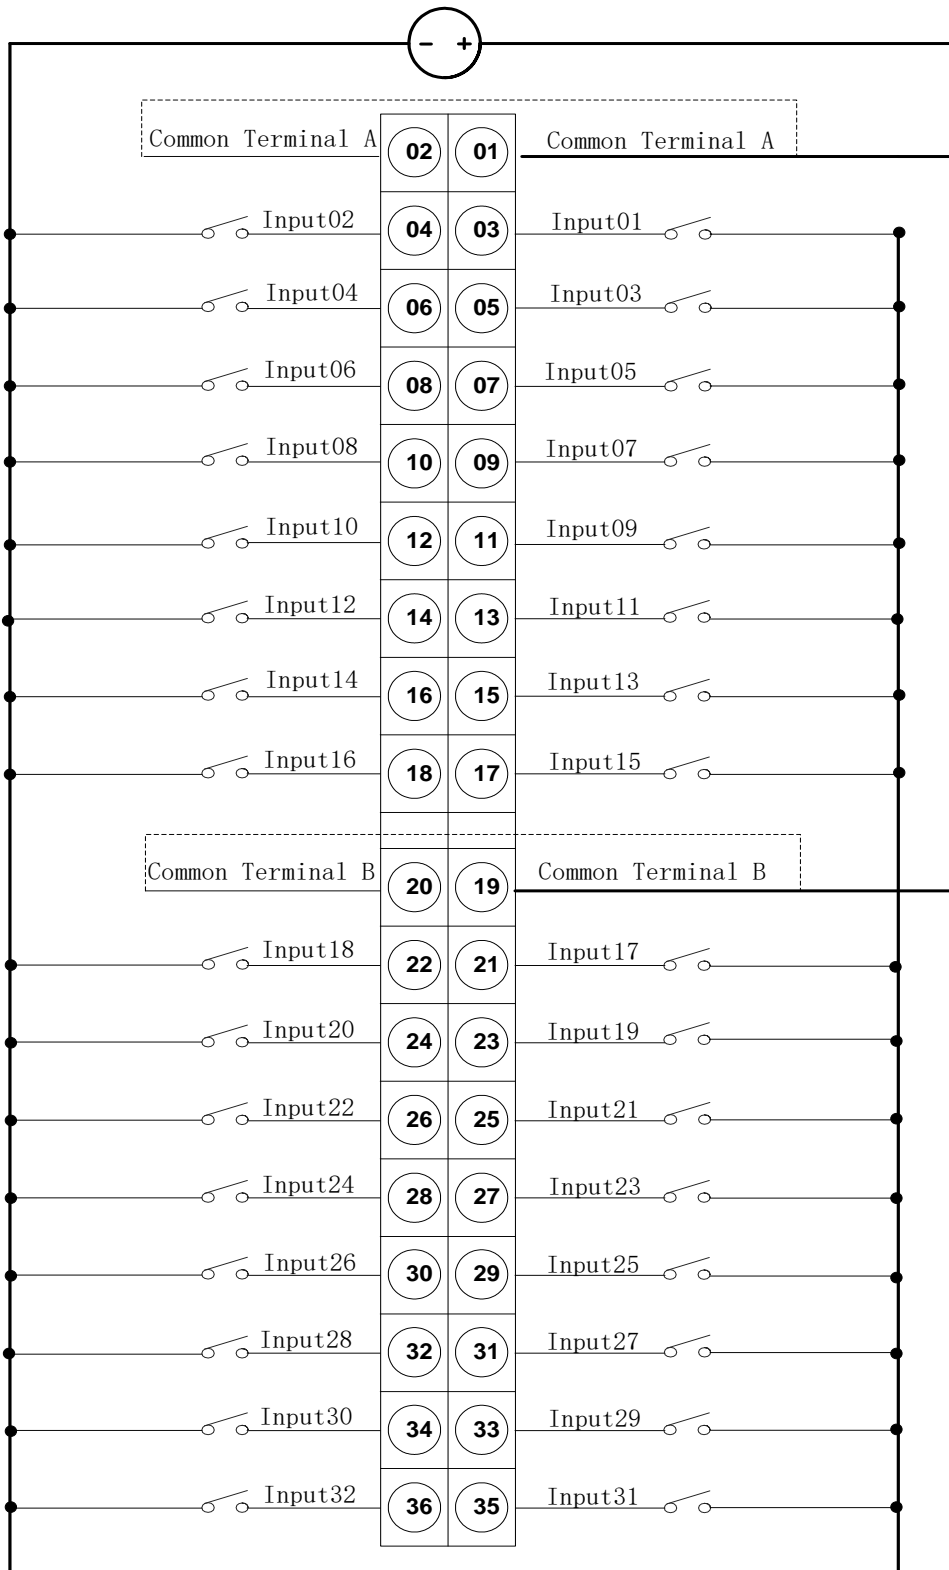 - +
Common Terminal A 02 01 Common Terminal A
Input02 04 03 Input01
Input04 06 05 Input03
Input06 08 07 Input05
Input08 10 09 Input07
Input10 12 11 Input09
Input12 14 13 Input11
Input14 16 15 Input13
Input16 18 17 Input15
Common Terminal B 20 19 Common Terminal B
Input18 22 21 Input17
Input20 24 23 Input19
Input22 26 25 Input21
Input24 28 27 Input23
Input26 30 29 Input25
Input28 32 31 Input27
Input30 34 33 Input29
Input32 36 35 Input31